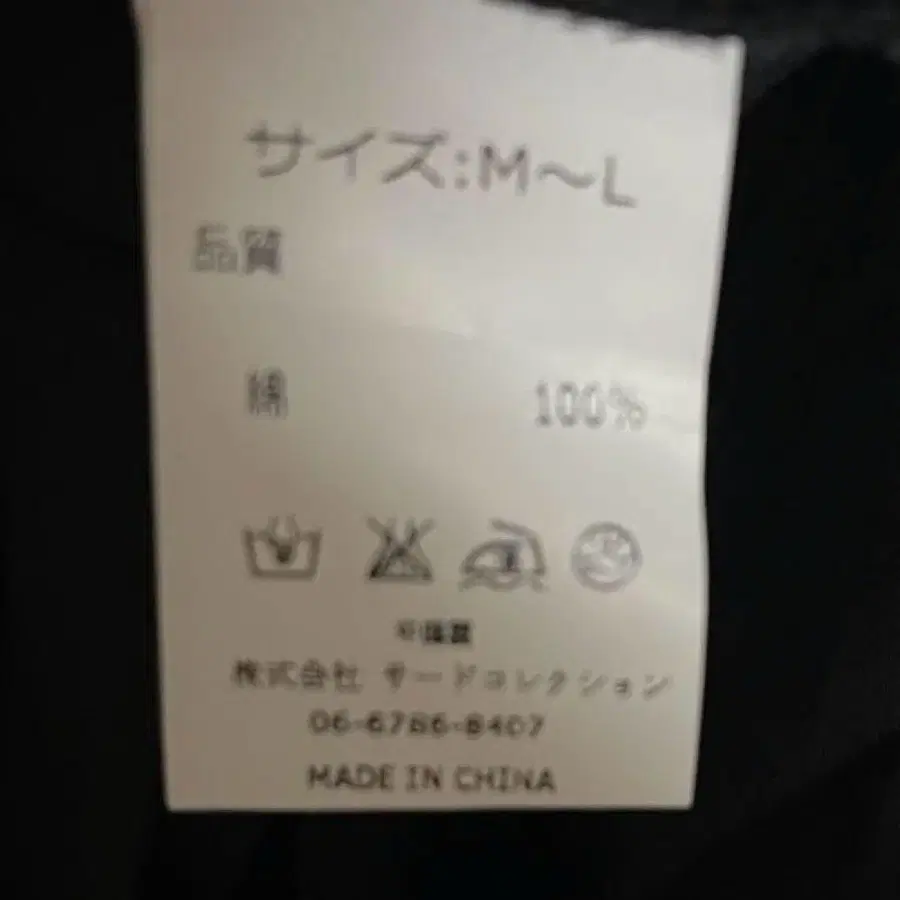 サイズ:M～L
品質
綿 100%
株式会社 サードコレクション
06-6786-8407
MADE IN CHINA